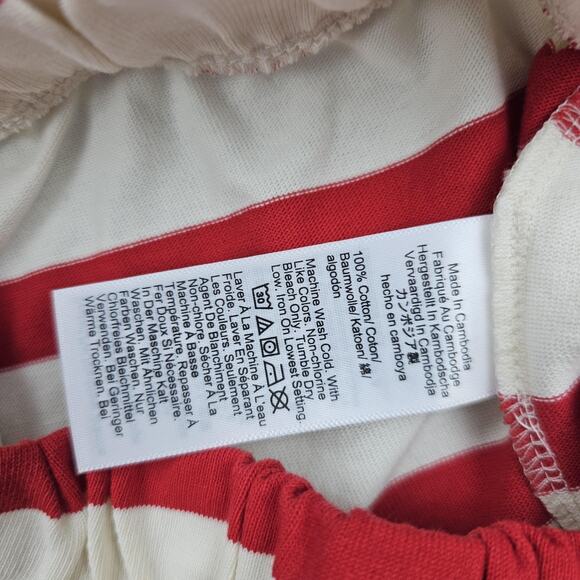 Made In Cambodia
Fabriqué Au Cambodge
Hergestellt In Kambodscha
Vervaardigd In Cambodja
カンボジア製
hecho en camboya
100% Cotton/ Coton/
Baumwolle/ Katoen/ 綿/
algodón
Machine Wash Cold, With
Like Colors. Non-chlorine
Bleach Only. Tumble Dry
Low. Iron On Lowest Setting.
30
Laver À La Machine À L'eau
Froide, Laver En Séparant
Les Couleurs. Seulement
Agent De Blanchiment
Non-chlore. Sécher À La
Machine À Basse
Température. Repasser À
Fer Doux Si Nécessaire.
In Der Maschine Kalt
Waschen, Mit Ähnlichen
Farben Waschen. Nur
Chlorfreies Bleichmittel
Verwenden. Bei Geringer
Wärme Trocknen. Bei